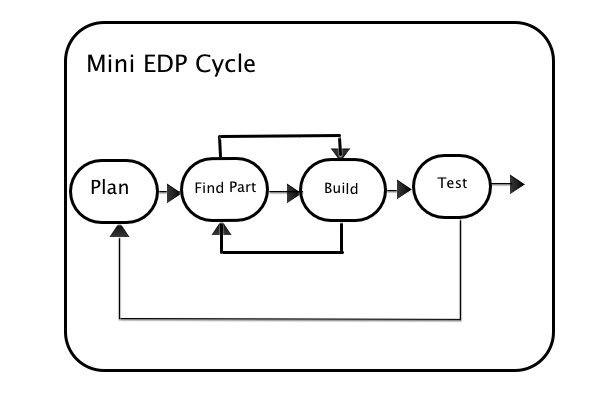 Mini EDP Cycle
Plan
Find Part
Build
Test